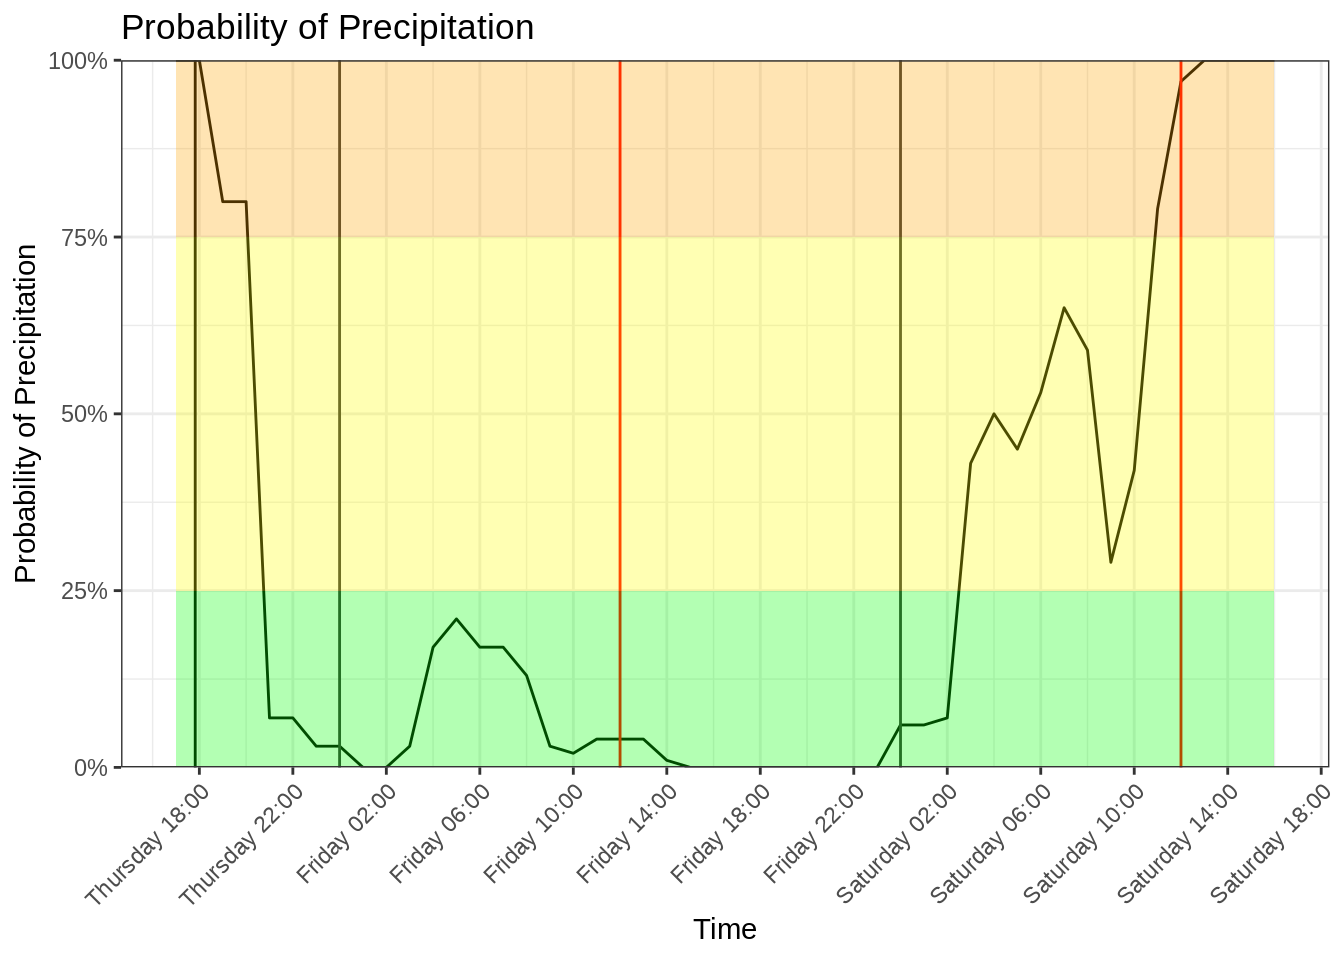 Probability of Precipitation
Probability of Precipitation
100%
75%
50%
25%
0%
Thursday 18:00
Thursday 22:00
Friday 02:00
Friday 06:00
Friday 10:00
Friday 14:00
Friday 18:00
Friday 22:00
Saturday 02:00
Saturday 06:00
Saturday 10:00
Saturday 14:00
Saturday 18:00
Time